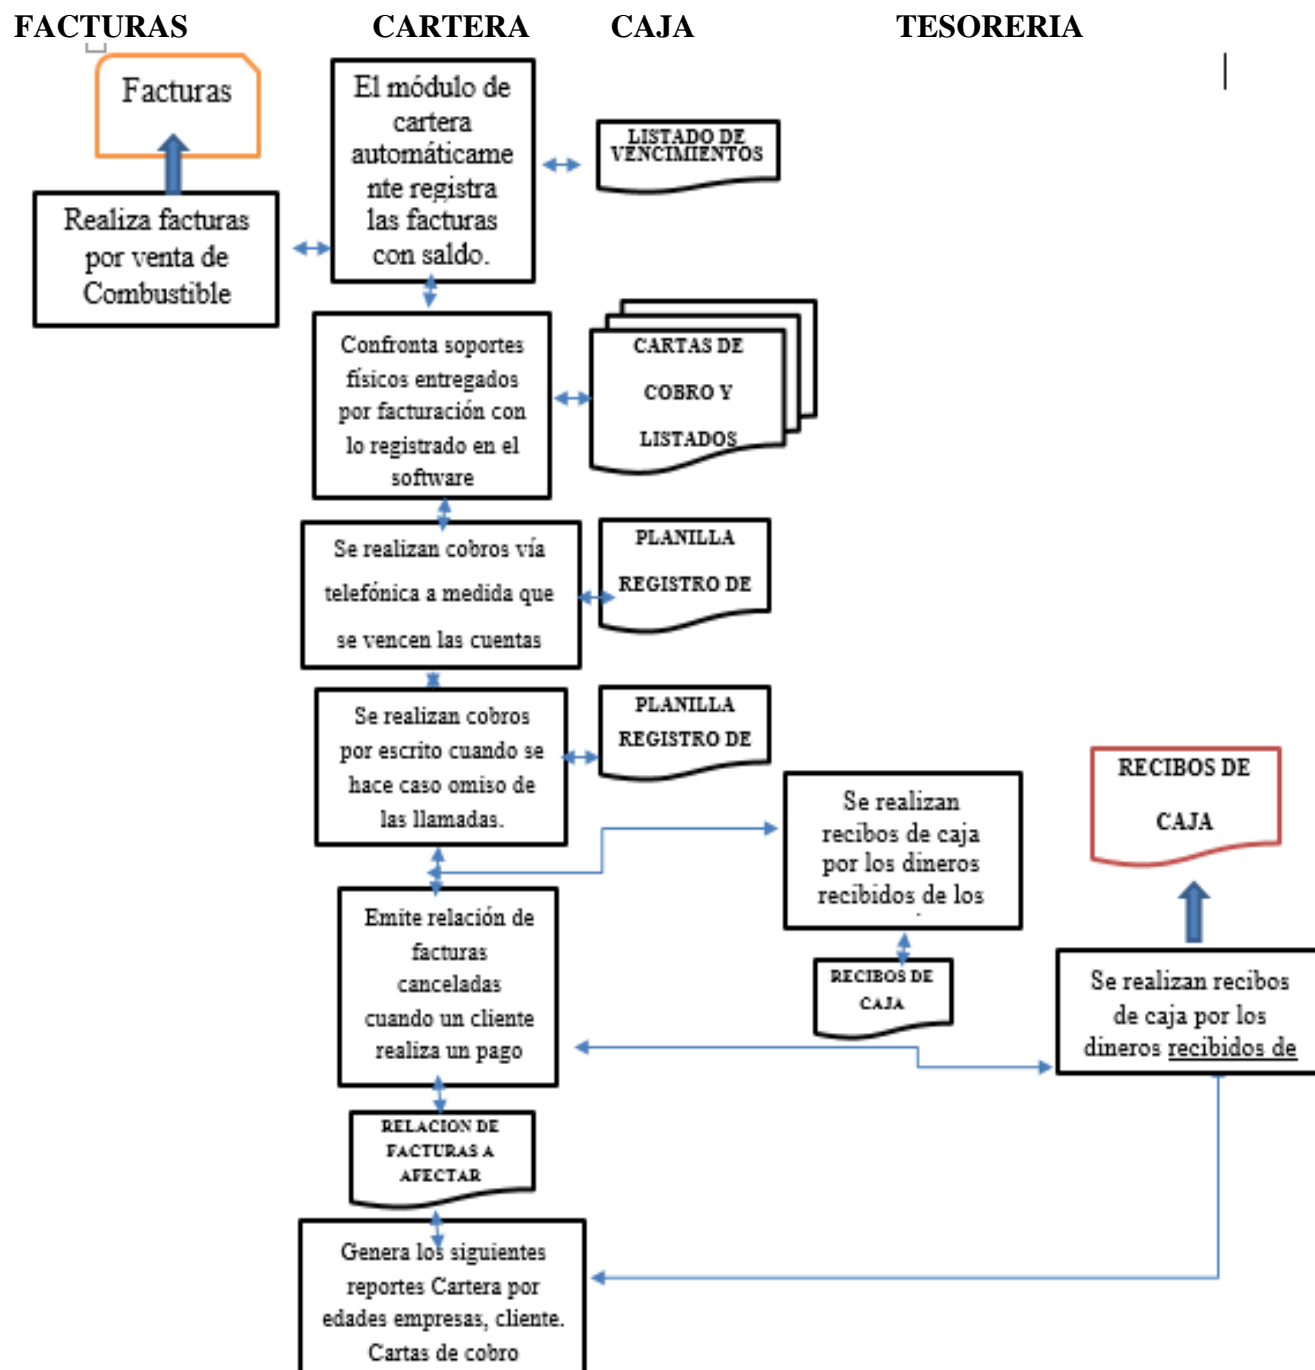 FACTURAS CARTERA CAJA TESORERIA
Facturas
Realiza facturas
por venta de
Combustible
El módulo de
cartera
automáticame
nte registra
las facturas
con saldo.
LISTADO DE
VENCIMIENTOS
Confronta soportes
físicos entregados
por facturación con
lo registrado en el
software
CARTAS DE
COBRO Y
LISTADOS
Se realizan cobros vía
telefónica a medida que
se vencen las cuentas
PLANILLA
REGISTRO DE
Se realizan cobros
por escrito cuando se
hace caso omiso de
las llamadas.
PLANILLA
REGISTRO DE
Se realizan
recibos de caja
por los dineros
recibidos de los
RECIBOS DE
CAJA
RECIBOS DE
CAJA
Se realizan recibos
de caja por los
dineros recibidos de
Emite relación de
facturas
canceladas
cuando un cliente
realiza un pago
RELACION DE
FACTURAS A
AFECTAR
Genera los siguientes
reportes Cartera por
edades empresas, cliente.
Cartas de cobro